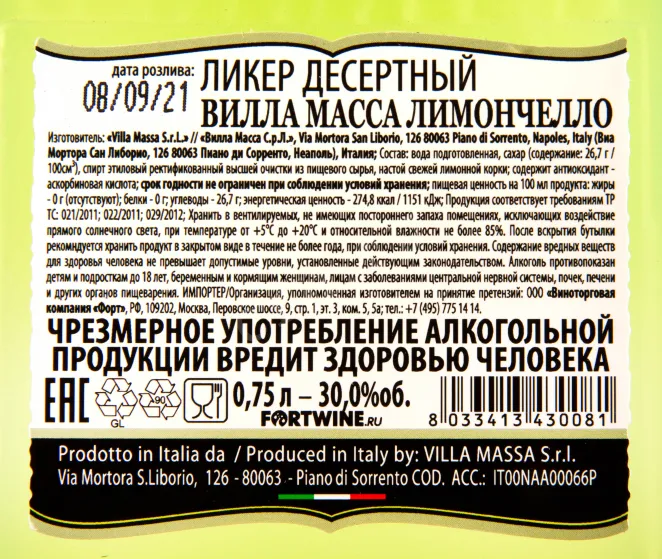 дата розлива: ЛИКЕР ДЕСЕРТНЫЙ
08/09/21 ВИЛЛА МАССА ЛИМОНЧЕЛЛО
Изготовитель: «Villa Massa S.r.L.» // «Вилла Масса С.р.Л.», Via Mortora San Liborio, 126 80063 Piano di Sorrento, Naples, Italy (Виа
Мортора Сан Либорио, 126 80063 Пиано ди Сорренто, Неаполь), Италия; Состав: вода подготовленная, сахар (содержание: 26,7 г /
100см³), спирт этиловый ректификованный высшей очистки из пищевого сырья, настой свежей лимонной корки; содержит антиоксидант -
аскорбиновая кислота; срок годности не ограничен при соблюдении условий хранения; пищевая ценность на 100 мл продукта: жиры
- 0 г (отсутствуют); белки - 0 г; углеводы - 26,7 г; энергетическая ценность - 274,8 ккал / 1151 кДж; Продукция соответствует требованиям ТР
ТС: 021/2011; 022/2011; 029/2012; Хранить в вентилируемых, не имеющих постороннего запаха помещениях, исключающих воздействие
прямого солнечного света, при температуре от +5°C до +20°C и относительной влажности не более 85%. После вскрытия бутылки
рекомндуется хранить продукт в закрытом виде в течение не более года, при соблюдении условий хранения. Содержание вредных веществ
для здоровья человека не превышает допустимые уровни, установленные действующим законодательством. Алкоголь противопоказан
детям и подросткам до 18 лет, беременным и кормящим женщинам, лицам с заболеваниями центральной нервной системы, почек, печени
и других органов пищеварения. ИМПОРТЕР/Организация, уполномоченная изготовителем на принятие претензий: ООО «Виноторговая
компания «Форт», РФ, 109202, Москва, Перовское шоссе, 9, стр. 1, эт. 3, ком. 5, 5а; тел.: +7 (495) 775 14 14.
ЧРЕЗМЕРНОЕ УПОТРЕБЛЕНИЕ АЛКОГОЛЬНОЙ
ПРОДУКЦИИ ВРЕДИТ ЗДОРОВЬЮ ЧЕЛОВЕКА
EAC GL 90 0,75 л – 30,0%об.
FORTWINE.RU
8 033413 430081
Prodotto in Italia da / Produced in Italy by: VILLA MASSA S.r.l.
Via Mortora S.Liborio, 126 - 80063 - Piano di Sorrento COD. ACC.: IT00NAA00066P